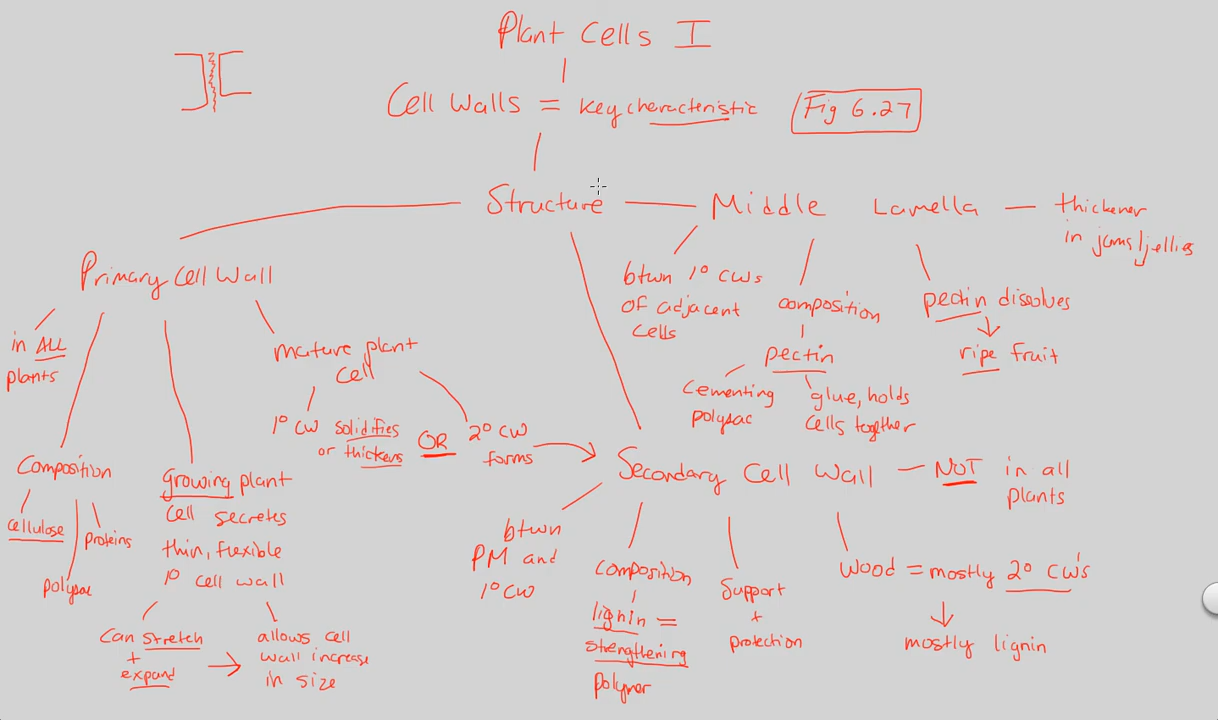 Plant Cells I
Cell Walls = key characteristic
Fig 6.27
Structure
Middle Lamella
thickener
in jams/jellies
Primary Cell Wall
in ALL
plants
mature plant
cell
1° CW solidifies
or thickens
OR
2° CW
forms
Composition
cellulose
polysac
proteins
growing plant
cell secretes
thin, flexible
1° cell wall
can stretch
+
expand
allows cell
wall increase
in size
btwn 1° CWs
of adjacent
cells
composition
pectin
cementing
polysac
glue, holds
cells together
pectin dissolves
ripe fruit
Secondary Cell Wall
NOT in all
plants
btwn
PM and
1° CW
composition
lignin =
strengthening
polymer
Support
+
protection
Wood = mostly 2° CW's
mostly lignin